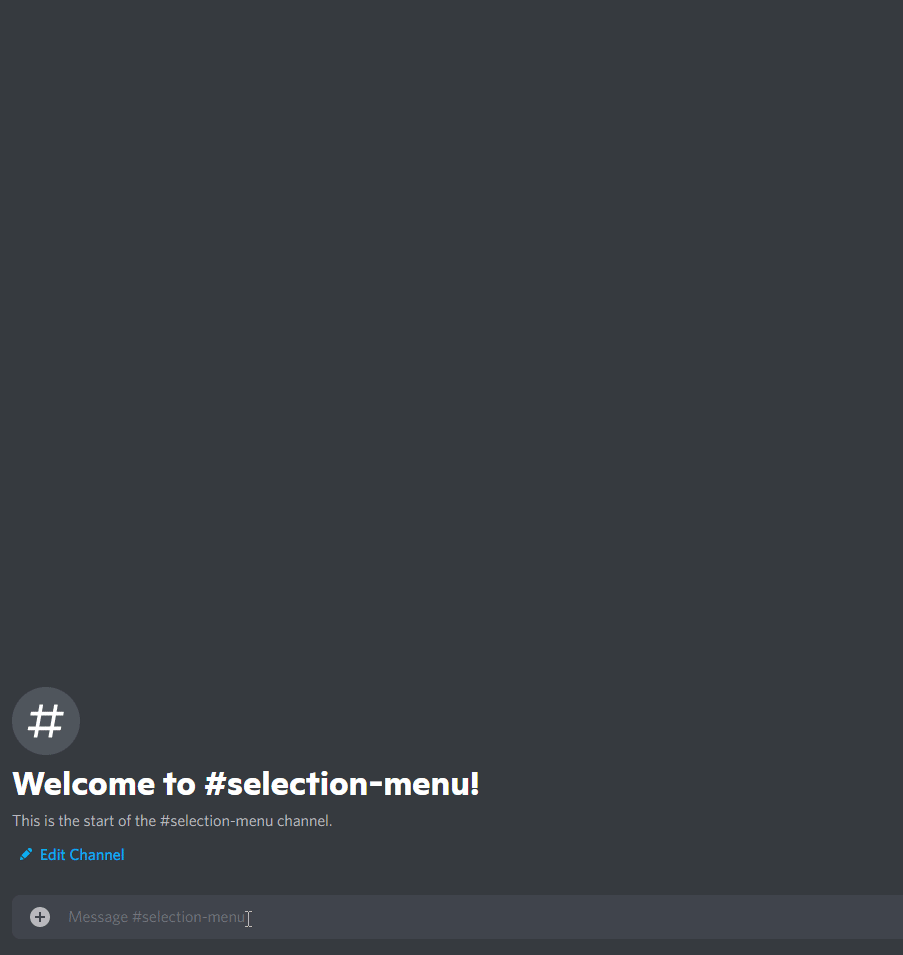 #
Welcome to #selection-menu!
This is the start of the #selection-menu channel.
Edit Channel
Message #selection-menu